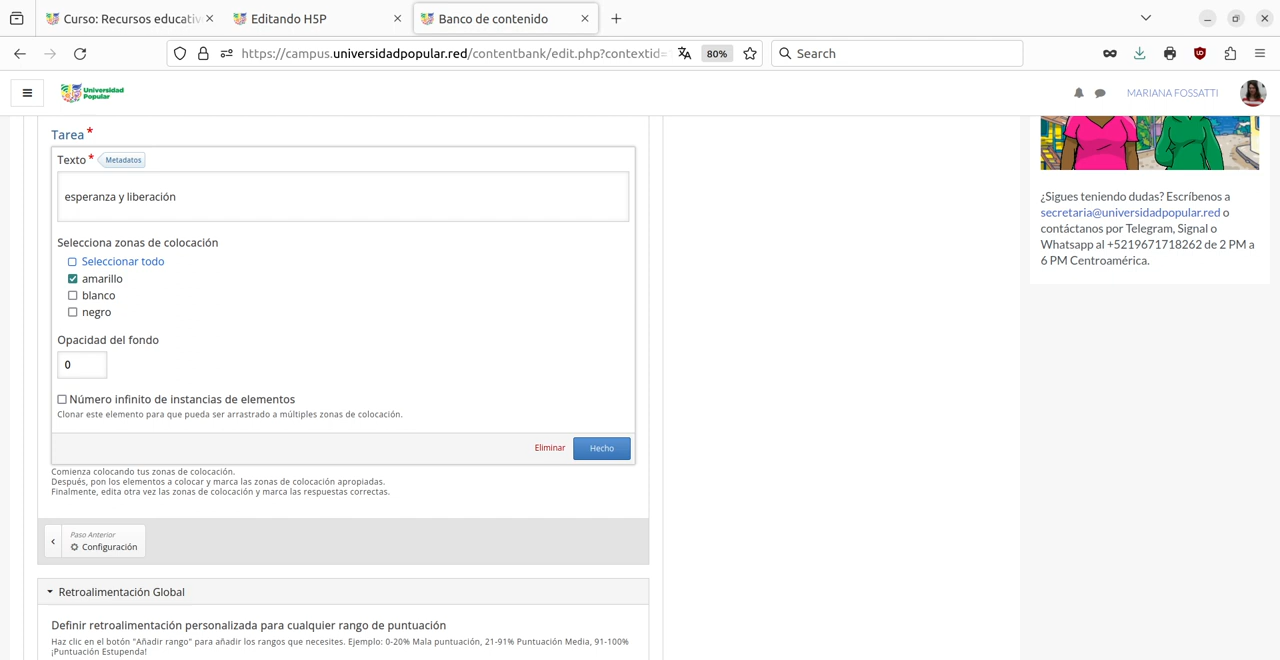 Curso: Recursos educativ
Editando H5P
Banco de contenido
https://campus.universidadpopular.red/contentbank/edit.php?contextid=
80%
Search
Universidad
Popular
MARIANA FOSSATTI
Tarea *
Texto * Metadatos
esperanza y liberación
Selecciona zonas de colocación
Seleccionar todo
amarillo
blanco
negro
Opacidad del fondo
0
Número infinito de instancias de elementos
Clonar este elemento para que pueda ser arrastrado a múltiples zonas de colocación.
Eliminar
Hecho
Comienza colocando tus zonas de colocación.
Después, pon los elementos a colocar y marca las zonas de colocación apropiadas.
Finalmente, edita otra vez las zonas de colocación y marca las respuestas correctas.
Paso Anterior
Configuración
Retroalimentación Global
Definir retroalimentación personalizada para cualquier rango de puntuación
Haz clic en el botón "Añadir rango" para añadir los rangos que necesites. Ejemplo: 0-20% Mala puntuación, 21-91% Puntuación Media, 91-100%
¡Puntuación Estupenda!
¿Sigues teniendo dudas? Escríbenos a
secretaria@universidadpopular.red o
contáctanos por Telegram, Signal o
Whatsapp al +5219671718262 de 2 PM a
6 PM Centroamérica.